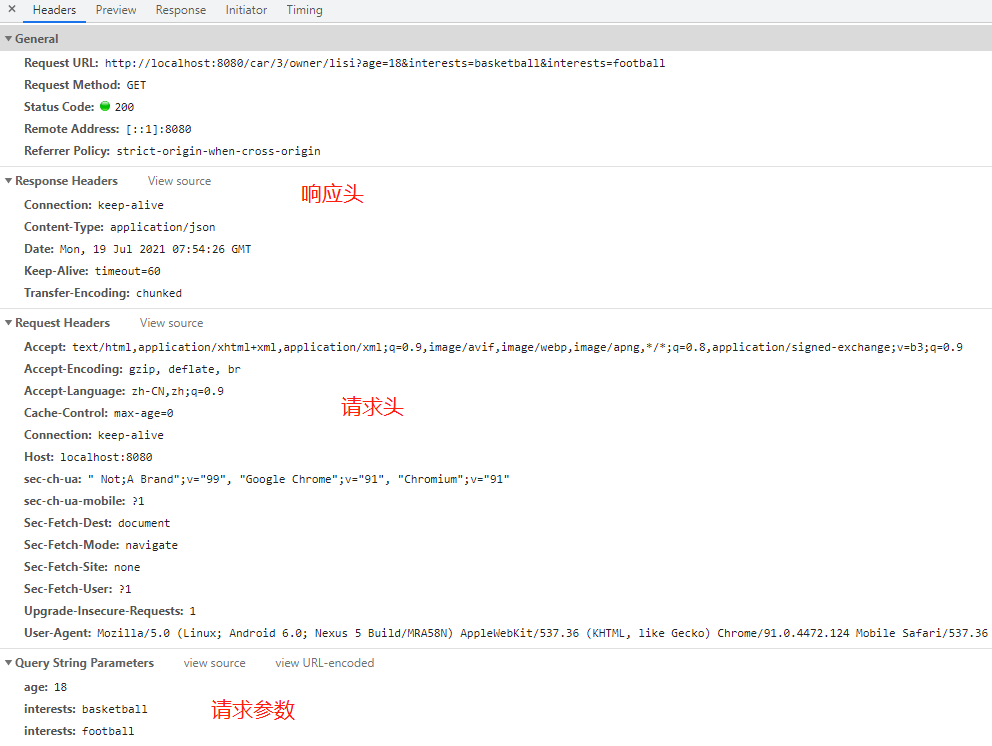 × Headers Preview Response Initiator Timing
▼General
Request URL: http://localhost:8080/car/3/owner/lisi?age=18&interests=basketball&interests=football
Request Method: GET
Status Code: 200
Remote Address: [::1]:8080
Referrer Policy: strict-origin-when-cross-origin
▼Response Headers View source
响应头
Connection: keep-alive
Content-Type: application/json
Date: Mon, 19 Jul 2021 07:54:26 GMT
Keep-Alive: timeout=60
Transfer-Encoding: chunked
▼Request Headers View source
Accept: text/html,application/xhtml+xml,application/xml;q=0.9,image/avif,image/webp,image/apng,*/*;q=0.8,application/signed-exchange;v=b3;q=0.9
Accept-Encoding: gzip, deflate, br
Accept-Language: zh-CN,zh;q=0.9
请求头
Cache-Control: max-age=0
Connection: keep-alive
Host: localhost:8080
sec-ch-ua: " Not;A Brand";v="99", "Google Chrome";v="91", "Chromium";v="91"
sec-ch-ua-mobile: ?1
Sec-Fetch-Dest: document
Sec-Fetch-Mode: navigate
Sec-Fetch-Site: none
Sec-Fetch-User: ?1
Upgrade-Insecure-Requests: 1
User-Agent: Mozilla/5.0 (Linux; Android 6.0; Nexus 5 Build/MRA58N) AppleWebKit/537.36 (KHTML, like Gecko) Chrome/91.0.4472.124 Mobile Safari/537.36
▼Query String Parameters view source view URL-encoded
age: 18
interests: basketball
请求参数
interests: football